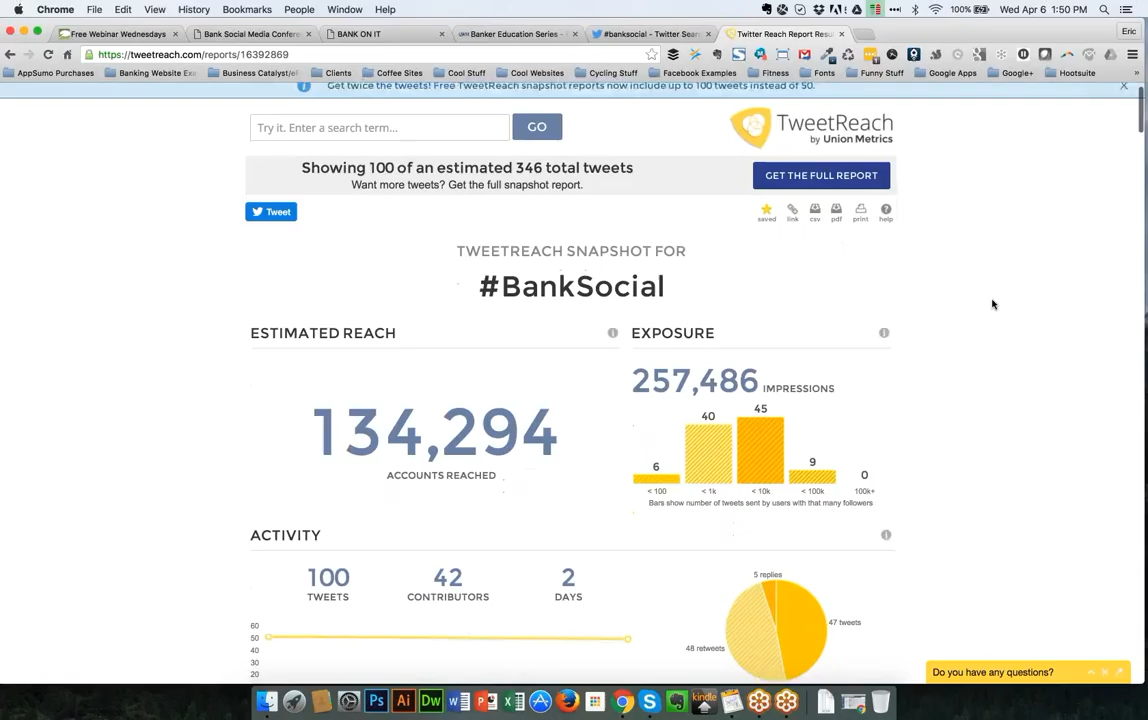 Chrome File Edit View History Bookmarks People Window Help 100% Wed Apr 6 1:50 PM
Free Webinar Wednesdays Bank Social Media Confere BANK ON IT Banker Education Series - #banksocial - Twitter Sear Twitter Reach Report Resu Eric
https://tweetreach.com/reports/16392869
AppSumo Purchases Banking Website Exa Business Catalyst/eF Clients Coffee Sites Cool Stuff Cool Websites Cycling Stuff Facebook Examples Fitness Fonts Funny Stuff Google Apps Google+ Hootsuite »
Get twice the tweets! Free TweetReach snapshot reports now include up to 100 tweets instead of 50.
Try it. Enter a search term... GO TweetReach
by Union Metrics
Showing 100 of an estimated 346 total tweets
Want more tweets? Get the full snapshot report.
GET THE FULL REPORT
Tweet
saved link csv pdf print help
TWEETREACH SNAPSHOT FOR
#BankSocial
ESTIMATED REACH EXPOSURE
257,486 IMPRESSIONS
134,294
ACCOUNTS REACHED
6 40 45 9 0
< 100 < 1k < 10k < 100k 100k+
Bars show number of tweets sent by users with that many followers
ACTIVITY
100 42 2
TWEETS CONTRIBUTORS DAYS
60
50
40
30
20
5 replies
47 tweets
48 retweets
Do you have any questions?
Ps Ai Dw kindle